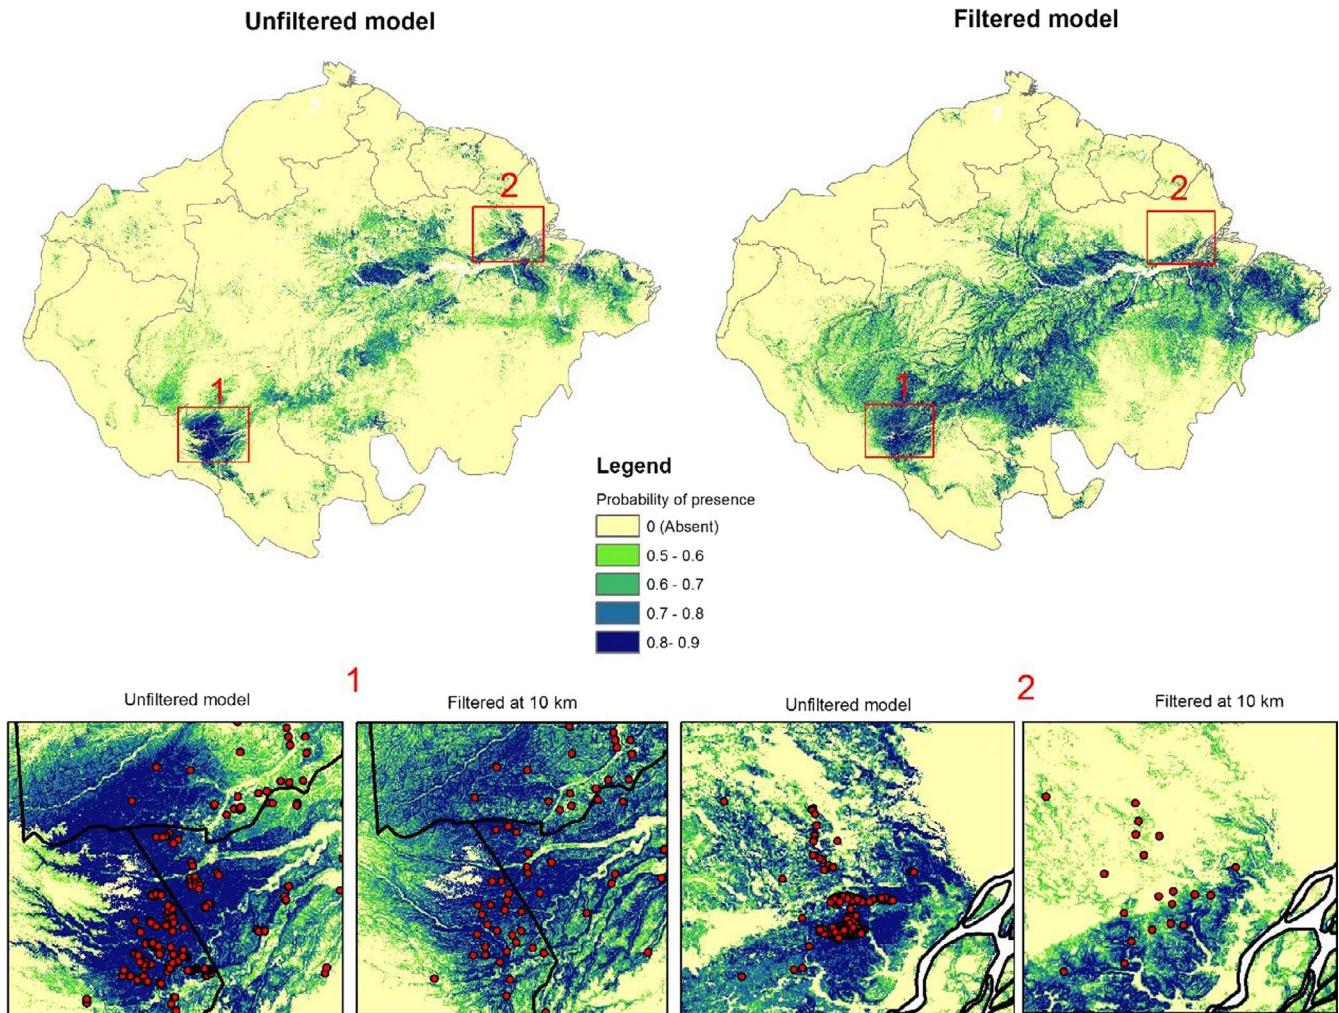 Unfiltered model
Filtered model
2
2
1
1
Legend
Probability of presence
0 (Absent)
0.5 - 0.6
0.6 - 0.7
0.7 - 0.8
0.8- 0.9
1
2
Unfiltered model
Filtered at 10 km
Unfiltered model
Filtered at 10 km